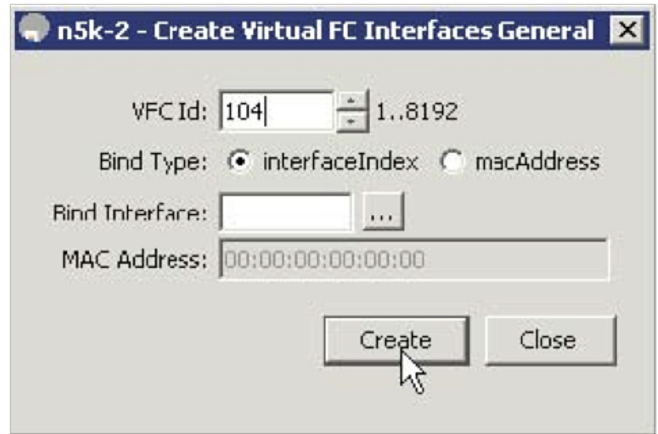 n5k-2 - Create Virtual FC Interfaces General
VFC Id: 104 1..8192
Bind Type: interfaceIndex macAddress
Bind Interface: ...
MAC Address: 00:00:00:00:00:00
Create Close